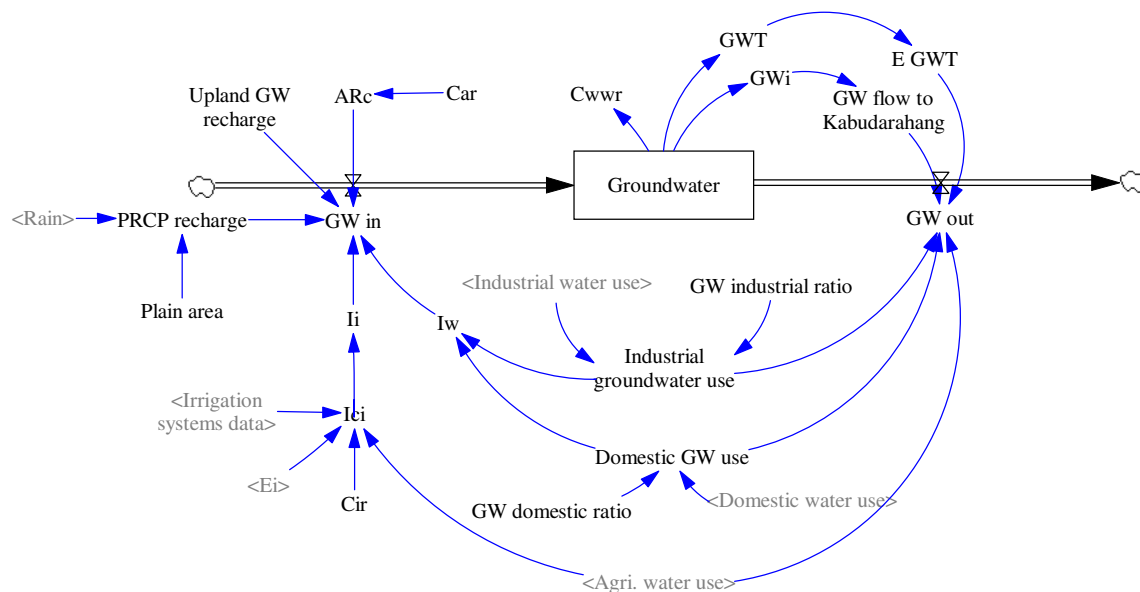 GWT
E GWT
GWi
Upland GW
recharge
ARc
Car
Cwwr
GW flow to
Kabudarahang
Groundwater
<Rain>
PRCP recharge
GW in
GW out
Plain area
Ii
Iw
<Industrial water use>
GW industrial ratio
Industrial
groundwater use
<Irrigation
systems data>
Ici
<Ei>
Cir
Domestic GW use
GW domestic ratio
<Domestic water use>
<Agri. water use>